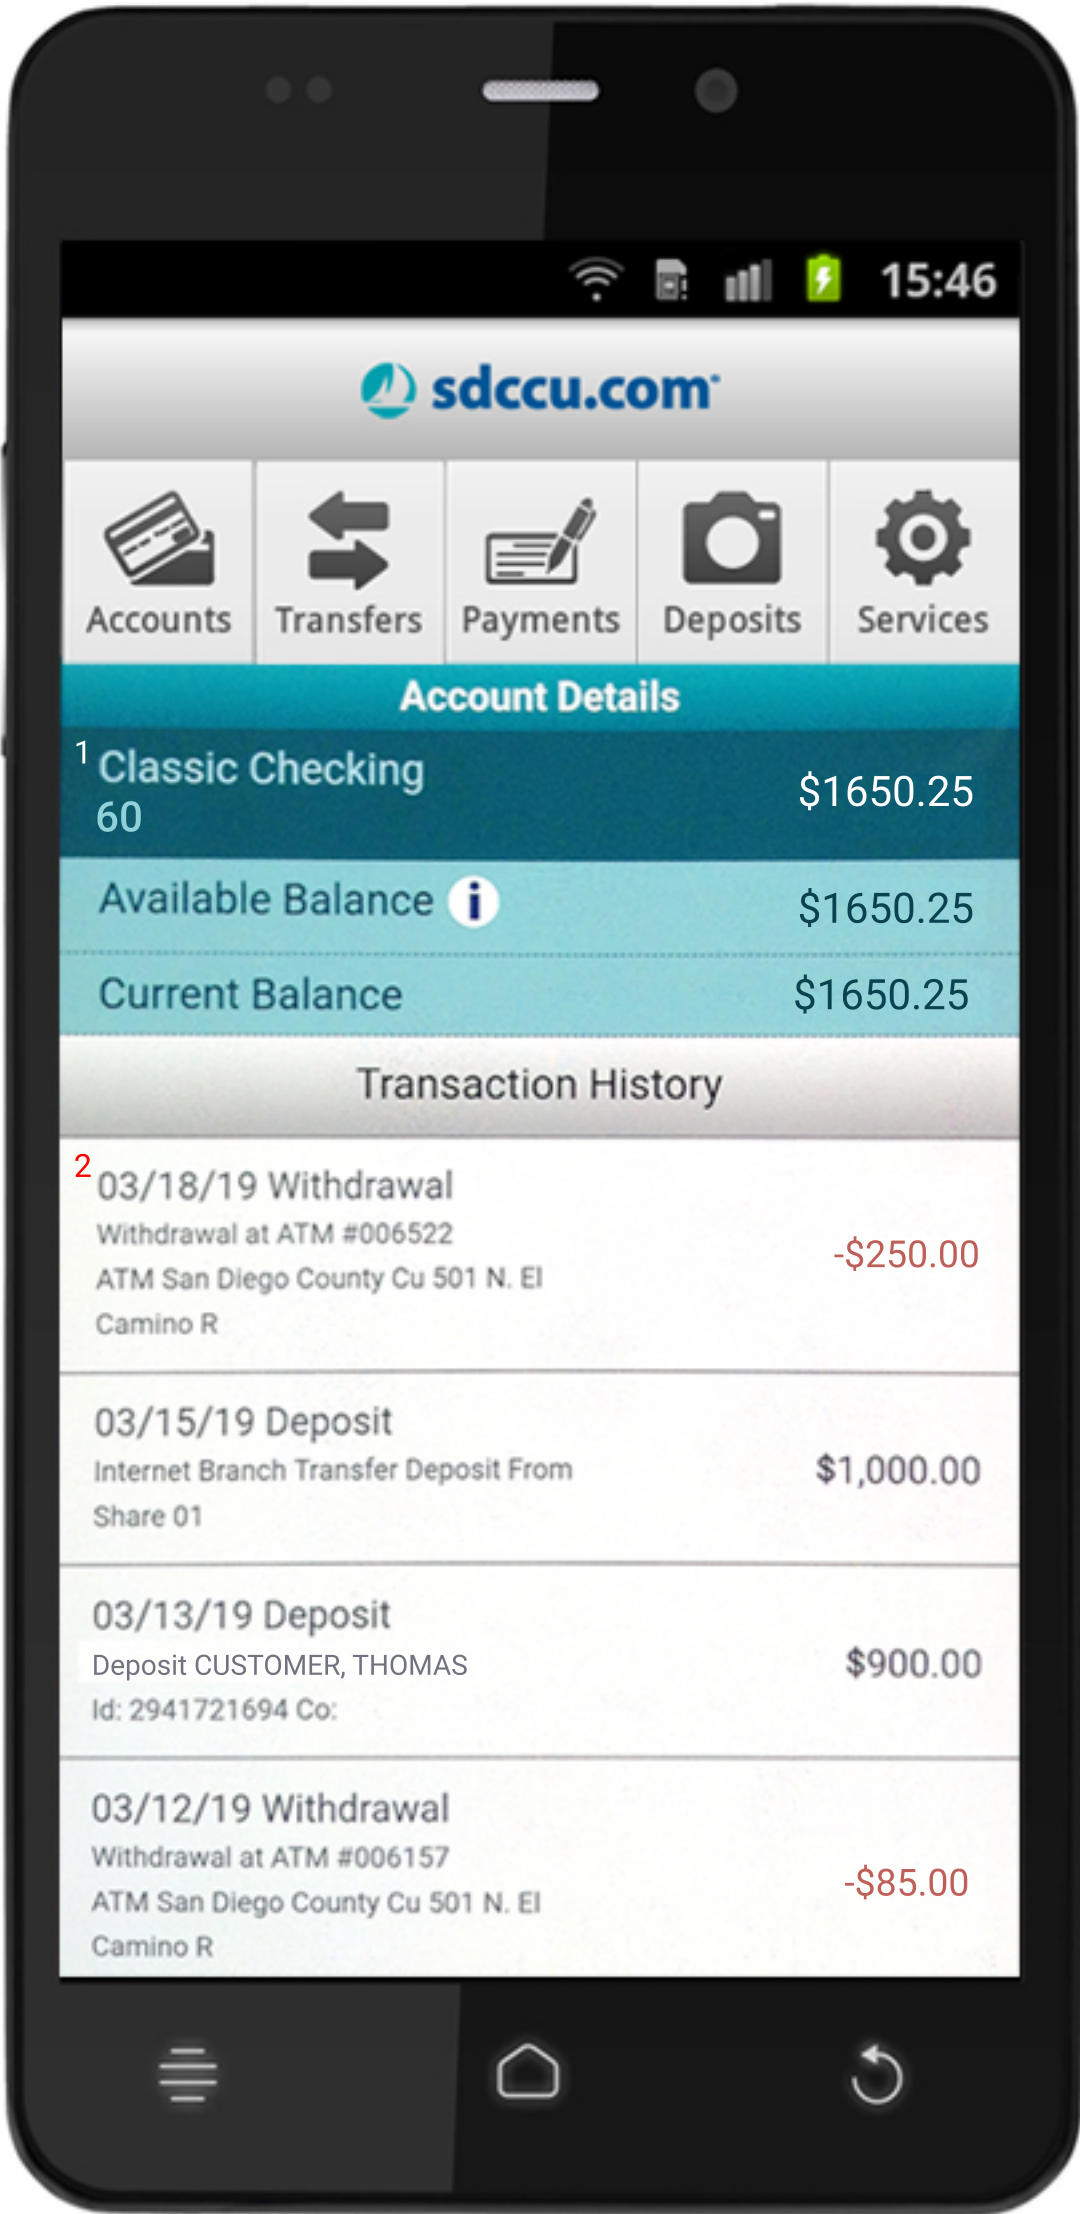 15:46
sdccu.com
Accounts Transfers Payments Deposits Services
Account Details
1 Classic Checking $1650.25
60
Available Balance i $1650.25
Current Balance $1650.25
Transaction History
2 03/18/19 Withdrawal
Withdrawal at ATM #006522
-$250.00
ATM San Diego County Cu 501 N. El
Camino R
03/15/19 Deposit
Internet Branch Transfer Deposit From $1,000.00
Share 01
03/13/19 Deposit
Deposit CUSTOMER, THOMAS $900.00
Id: 2941721694 Co:
03/12/19 Withdrawal
Withdrawal at ATM #006157
-$85.00
ATM San Diego County Cu 501 N. El
Camino R